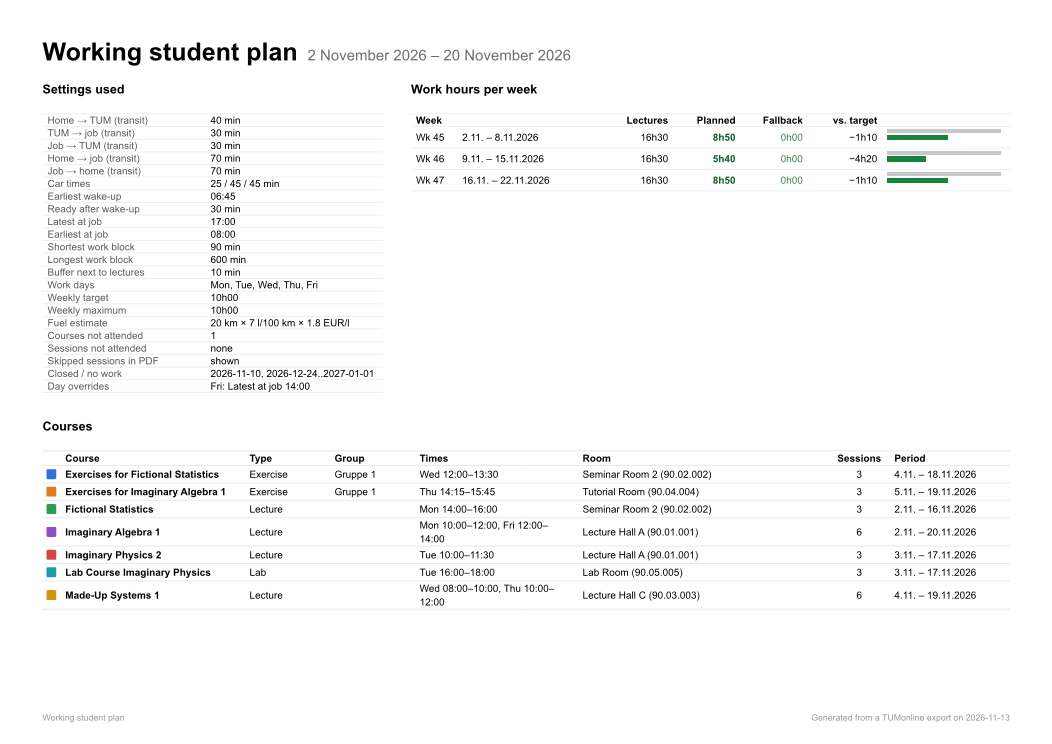 Working student plan 2 November 2026 – 20 November 2026
Settings used
Home → TUM (transit) 40 min
TUM → job (transit) 30 min
Job → TUM (transit) 30 min
Home → job (transit) 70 min
Job → home (transit) 70 min
Car times 25 / 45 / 45 min
Earliest wake-up 06:45
Ready after wake-up 30 min
Latest at job 17:00
Earliest at job 08:00
Shortest work block 90 min
Longest work block 600 min
Buffer next to lectures 10 min
Work days Mon, Tue, Wed, Thu, Fri
Weekly target 10h00
Weekly maximum 10h00
Fuel estimate 20 km × 7 l/100 km × 1.8 EUR/l
Courses not attended 1
Sessions not attended none
Skipped sessions in PDF shown
Closed / no work 2026-11-10, 2026-12-24..2027-01-01
Day overrides Fri: Latest at job 14:00
Work hours per week
Week Lectures Planned Fallback vs. target
Wk 45 2.11. – 8.11.2026 16h30 8h50 0h00 −1h10
Wk 46 9.11. – 15.11.2026 16h30 5h40 0h00 −4h20
Wk 47 16.11. – 22.11.2026 16h30 8h50 0h00 −1h10
Courses
Course Type Group Times Room Sessions Period
Exercises for Fictional Statistics Exercise Gruppe 1 Wed 12:00–13:30 Seminar Room 2 (90.02.002) 3 4.11. – 18.11.2026
Exercises for Imaginary Algebra 1 Exercise Gruppe 1 Thu 14:15–15:45 Tutorial Room (90.04.004) 3 5.11. – 19.11.2026
Fictional Statistics Lecture Mon 14:00–16:00 Seminar Room 2 (90.02.002) 3 2.11. – 16.11.2026
Imaginary Algebra 1 Lecture Mon 10:00–12:00, Fri 12:00–
14:00 Lecture Hall A (90.01.001) 6 2.11. – 20.11.2026
Imaginary Physics 2 Lecture Tue 10:00–11:30 Lecture Hall A (90.01.001) 3 3.11. – 17.11.2026
Lab Course Imaginary Physics Lab Tue 16:00–18:00 Lab Room (90.05.005) 3 3.11. – 17.11.2026
Made-Up Systems 1 Lecture Wed 08:00–10:00, Thu 10:00–
12:00 Lecture Hall C (90.03.003) 6 4.11. – 19.11.2026
Working student plan Generated from a TUMonline export on 2026-11-13